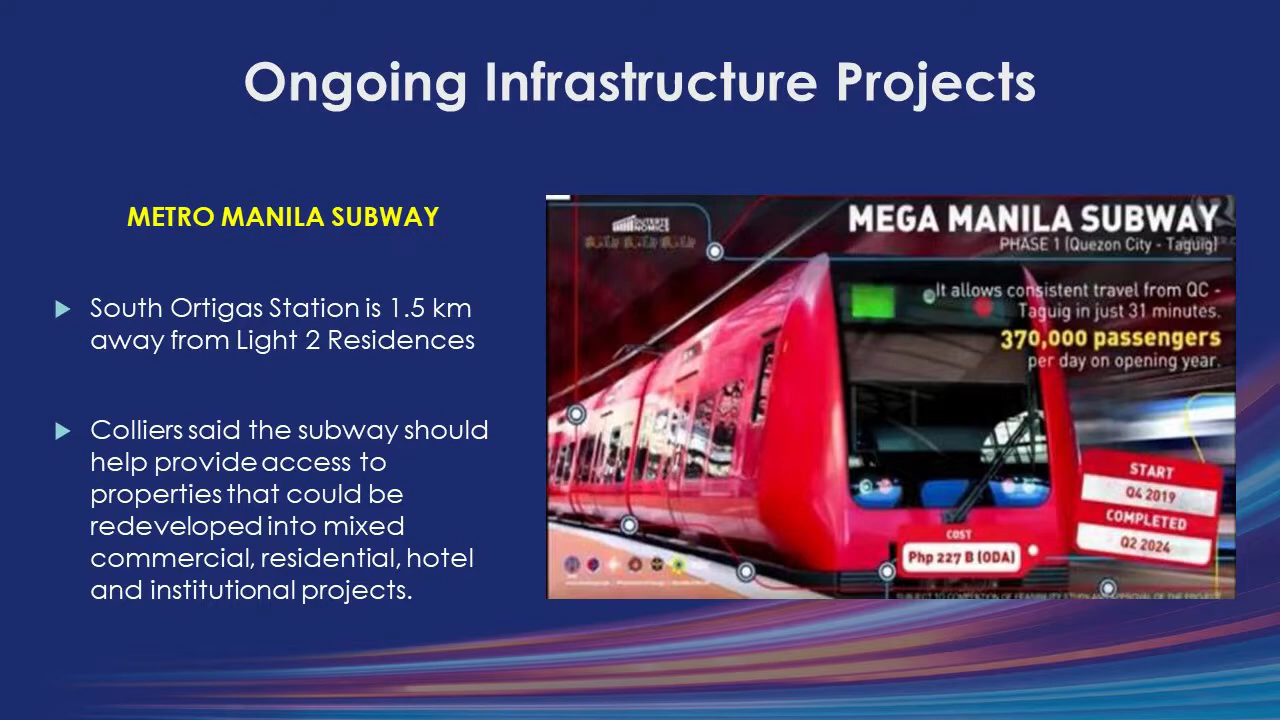 Ongoing Infrastructure Projects
METRO MANILA SUBWAY
South Ortigas Station is 1.5 km
away from Light 2 Residences
Colliers said the subway should
help provide access to
properties that could be
redeveloped into mixed
commercial, residential, hotel
and institutional projects.
DUTERTE
NOMICS
MEGA MANILA SUBWAY
PHASE 1 (Quezon City - Taguig)
It allows consistent travel from QC -
Taguig in just 31 minutes.
370,000 passengers
per day on opening year.
START
Q4 2019
COMPLETED
Q2 2024
COST
Php 227 B (ODA)